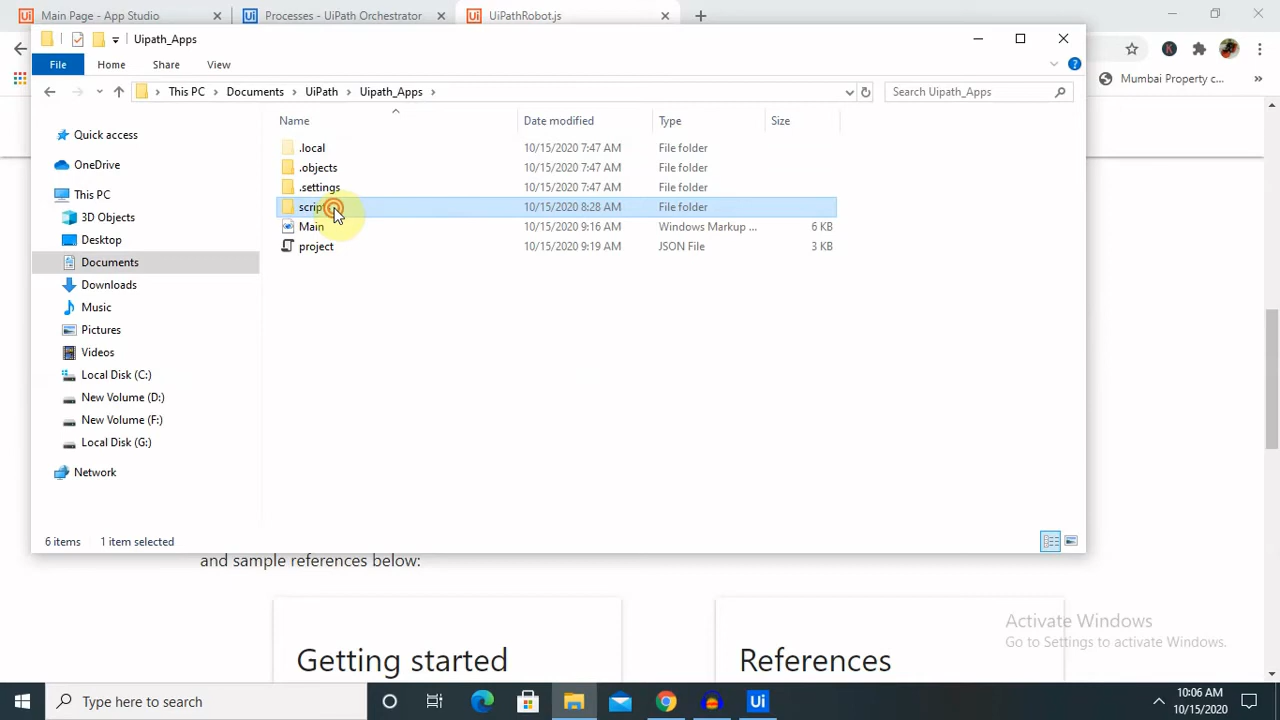 Main Page - App Studio
Processes - UiPath Orchestrator
UiPathRobot.js
Mumbai Property c...
Uipath_Apps
File
Home
Share
View
This PC > Documents > UiPath > Uipath_Apps >
Search Uipath_Apps
Name
Date modified
Type
Size
Quick access
OneDrive
This PC
3D Objects
Desktop
Documents
Downloads
Music
Pictures
Videos
Local Disk (C:)
New Volume (D:)
New Volume (F:)
Local Disk (G:)
Network
.local 10/15/2020 7:47 AM File folder
.objects 10/15/2020 7:47 AM File folder
.settings 10/15/2020 7:47 AM File folder
10/15/2020 8:28 AM File folder
Main 10/15/2020 9:16 AM Windows Markup ... 6 KB
project 10/15/2020 9:19 AM JSON File 3 KB
6 items
1 item selected
and sample references below:
Getting started
References
Activate Windows
Go to Settings to activate Windows.
Type here to search
Ui
10:06 AM
10/15/2020